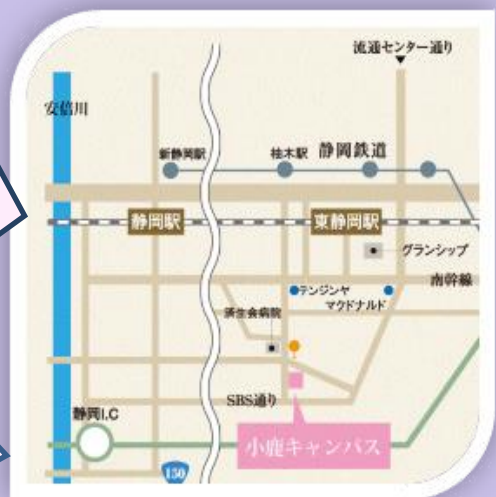 流通センター通り
安倍川
新静岡駅
柚木駅
静岡鉄道
静岡駅
東静岡駅
グランシップ
南幹線
テンジンヤ
マクドナルド
済生会病院
SBS通り
静岡I.C
小鹿キャンパス
150